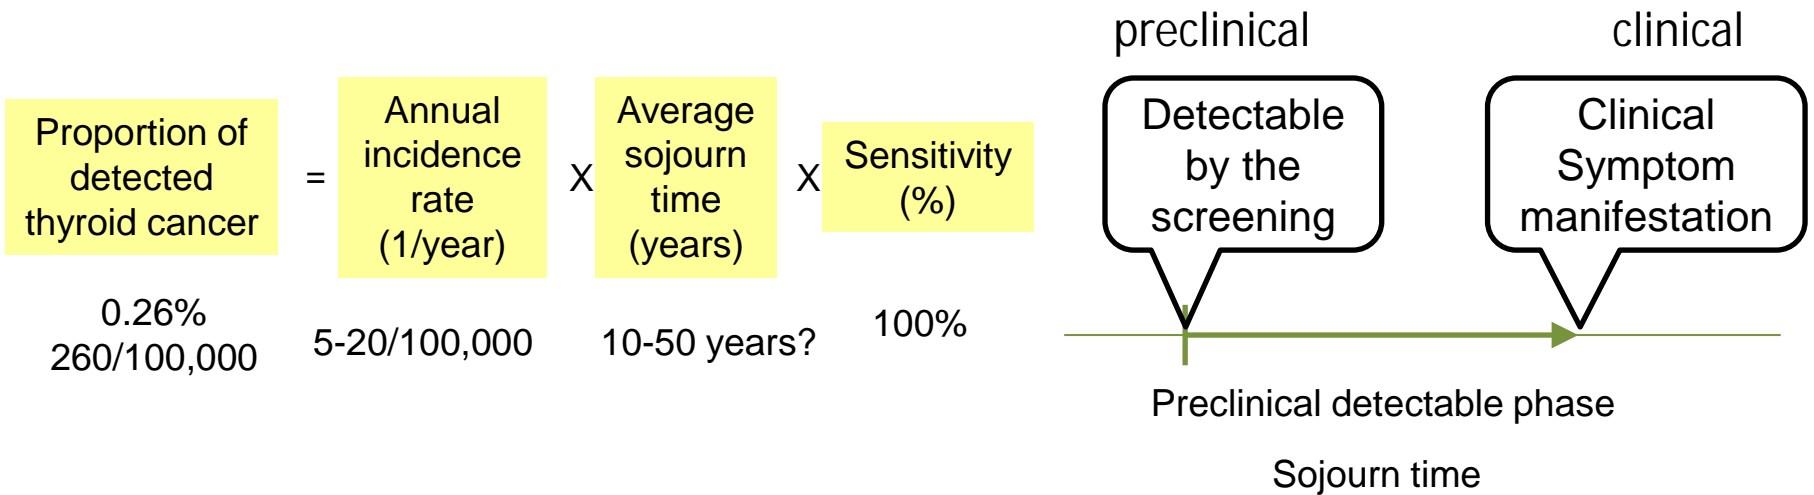 Proportion of
detected
thyroid cancer
=
Annual
incidence
rate
(1/year)
X
Average
sojourn
time
(years)
X
Sensitivity
(%)
0.26%
260/100,000
5-20/100,000
10-50 years?
100%
preclinical
clinical
Detectable
by the
screening
Clinical
Symptom
manifestation
Preclinical detectable phase
Sojourn time